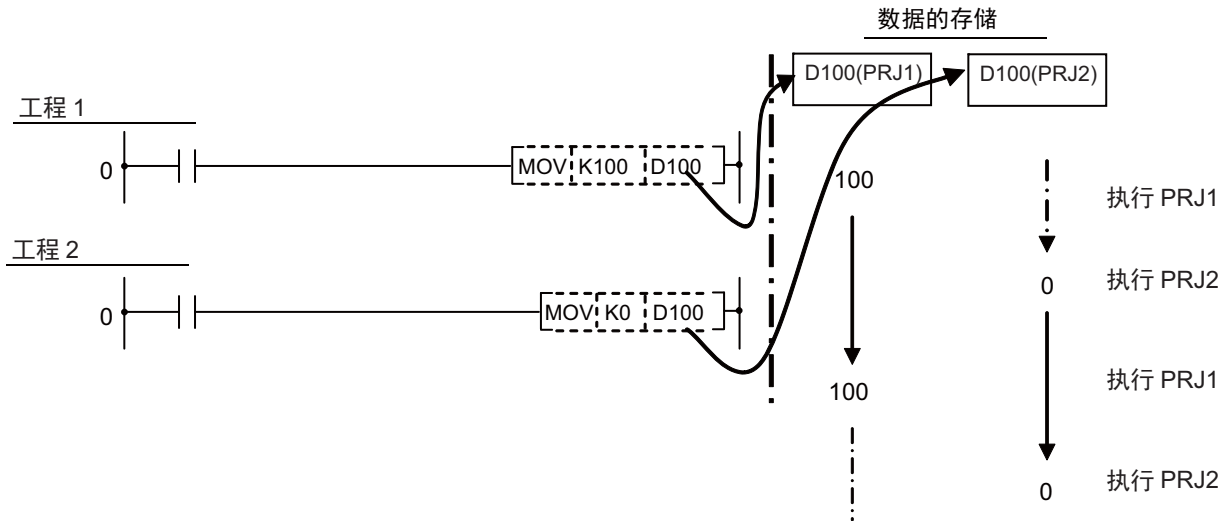 数据的存储
D100(PRJ1)
D100(PRJ2)
工程 1
0
MOV K100 D100
100
执行 PRJ1
工程 2
0
执行 PRJ2
0
MOV K0 D100
100
执行 PRJ1
0
执行 PRJ2